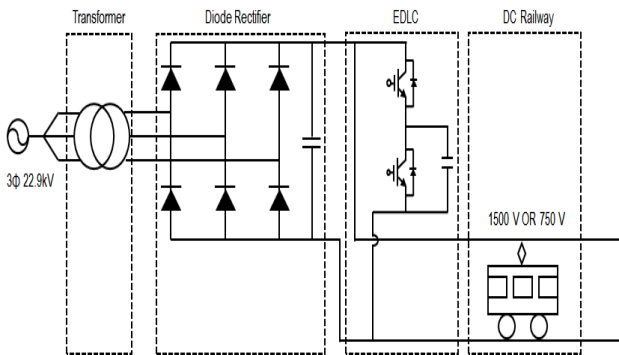 Transformer
Diode Rectifier
EDLC
DC Railway
3Φ 22.9kV
1500 V OR 750 V